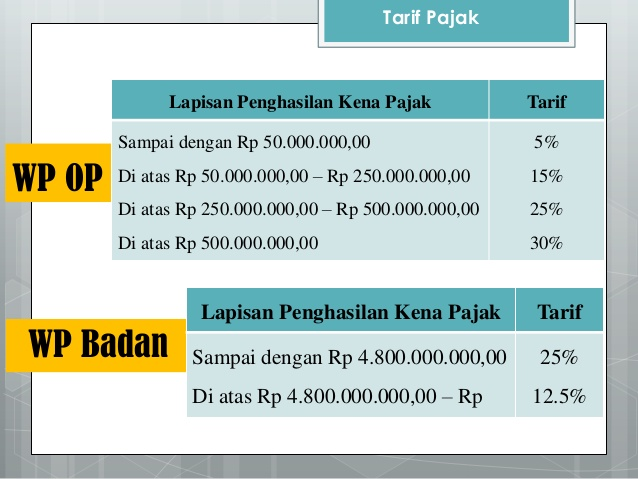 Tarif Pajak
Lapisan Penghasilan Kena Pajak Tarif
WP OP
Sampai dengan Rp 50.000.000,00 5%
Di atas Rp 50.000.000,00 – Rp 250.000.000,00 15%
Di atas Rp 250.000.000,00 – Rp 500.000.000,00 25%
Di atas Rp 500.000.000,00 30%
Lapisan Penghasilan Kena Pajak Tarif
WP Badan
Sampai dengan Rp 4.800.000.000,00 25%
Di atas Rp 4.800.000.000,00 – Rp 12.5%